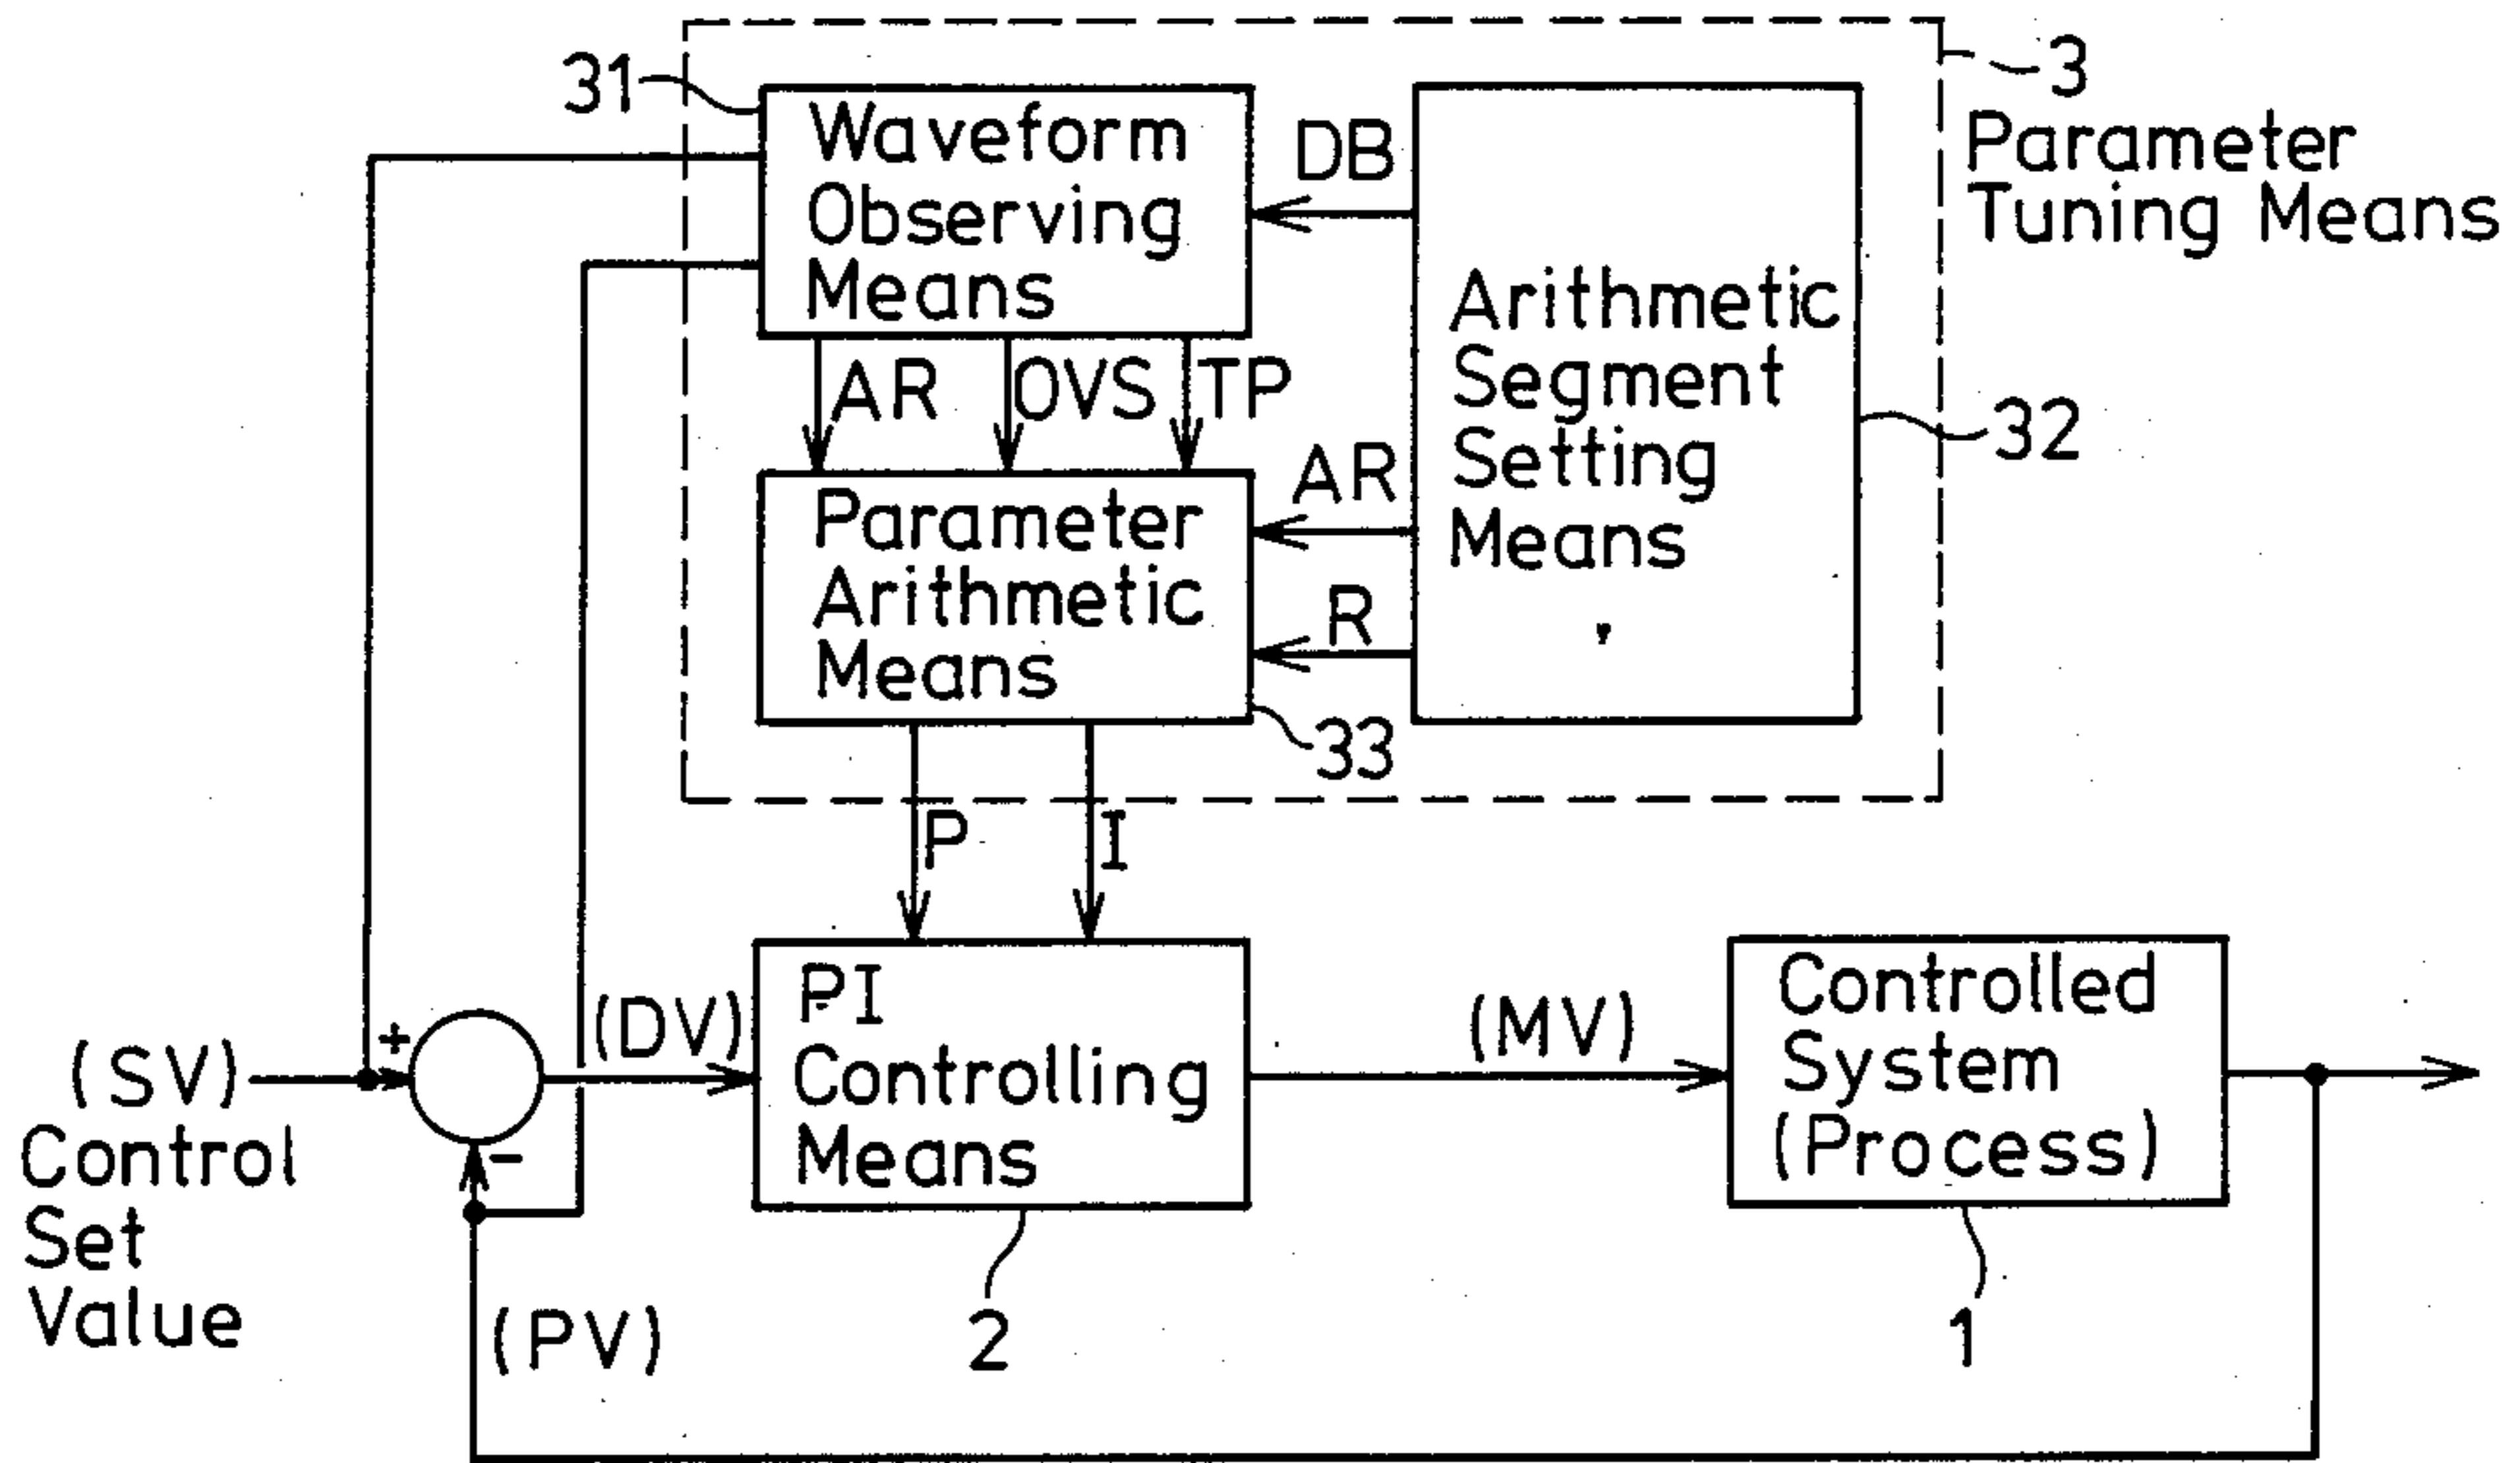 31
Waveform
Observing
Means
DB
3
Parameter
Tuning Means
Arithmetic
Segment
Setting
Means
32
AR
OVS
TP
AR
R
Parameter
Arithmetic
Means
33
P
I
(SV)
Control
Set
Value
+
-
(DV)
PI
Controlling
Means
(MV)
Controlled
System
(Process)
(PV)
2
1